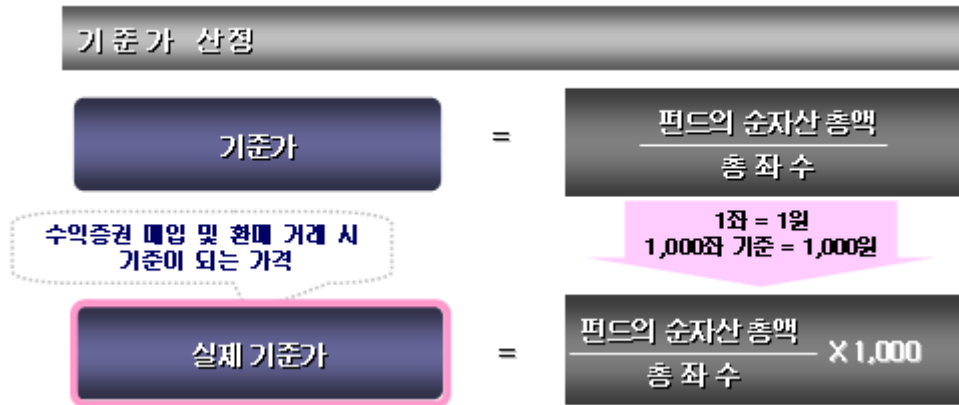 기준가 산정
기준가
=
펀드의 순자산 총액
총 좌 수
수익증권 매입 및 환매 거래 시
기준이 되는 가격
1좌 = 1원
1,000좌 기준 = 1,000원
실제 기준가
=
펀드의 순자산 총액
총 좌 수
X 1,000